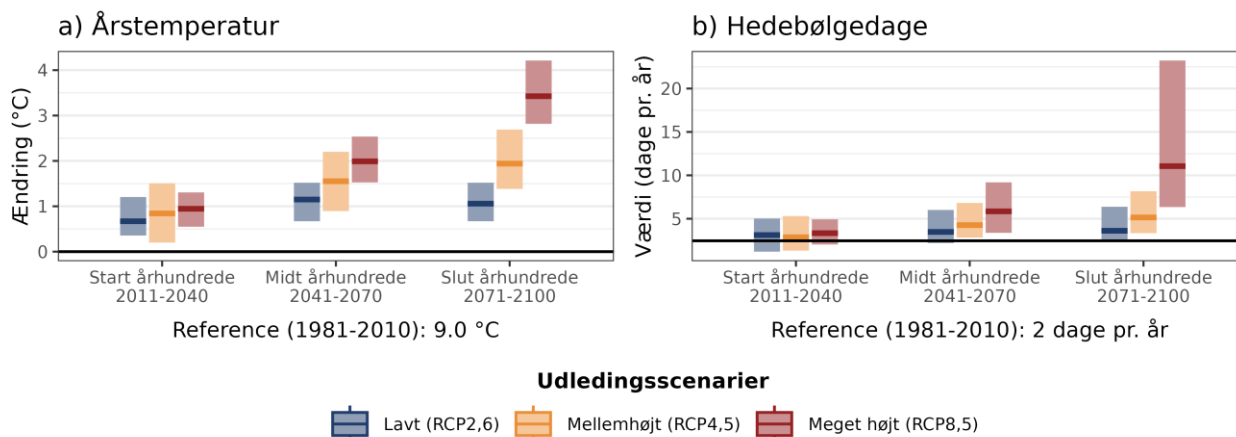 a) Årstemperatur
Ændring (°C)
4
3
2
1
0
Start århundrede
2011-2040
Midt århundrede
2041-2070
Slut århundrede
2071-2100
Reference (1981-2010): 9.0 °C
b) Hedebølgedage
Værdi (dage pr. år)
20
15
10
5
Start århundrede
2011-2040
Midt århundrede
2041-2070
Slut århundrede
2071-2100
Reference (1981-2010): 2 dage pr. år
Udledingsscenarier
Lavt (RCP2,6)
Mellemhøjt (RCP4,5)
Meget højt (RCP8,5)